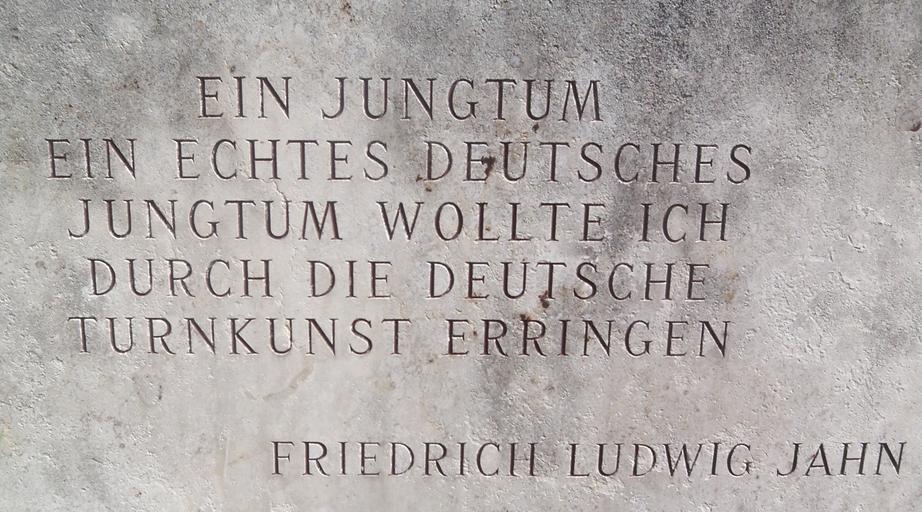 EIN JUNGTUM
EIN ECHTES DEUTSCHES
JUNGTUM WOLLTE ICH
DURCH DIE DEUTSCHE
TURNKUNST ERRINGEN
FRIEDRICH LUDWIG JAHN